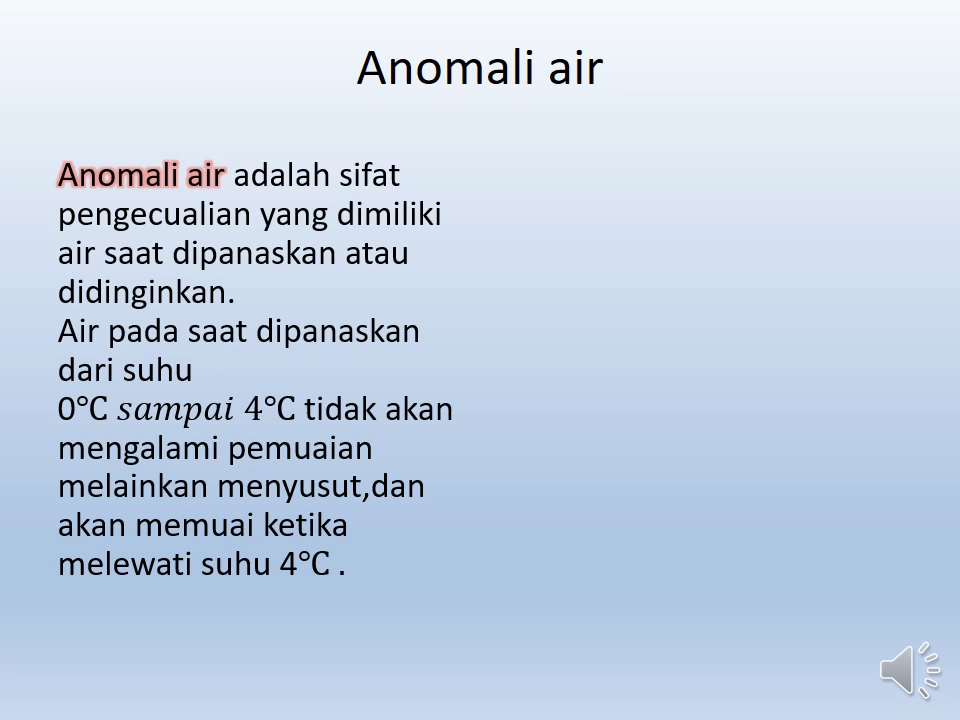 Anomali air
Anomali air adalah sifat
pengecualian yang dimiliki
air saat dipanaskan atau
didinginkan.
Air pada saat dipanaskan
dari suhu
0℃ 𝑠𝑎𝑚𝑝𝑎𝑖 4℃ tidak akan
mengalami pemuaian
melainkan menyusut,dan
akan memuai ketika
melewati suhu 4℃ .